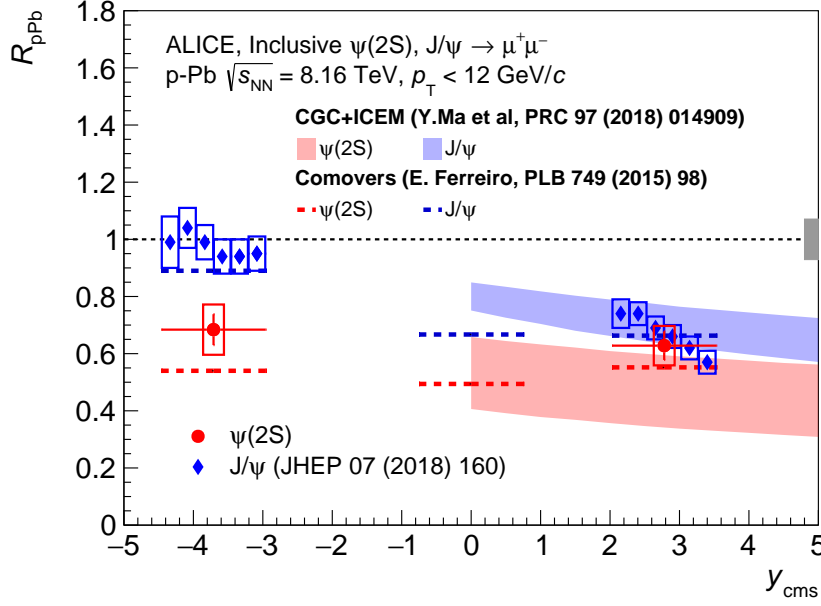 R_pPb
ALICE, Inclusive ψ(2S), J/ψ → μ⁺μ⁻
p-Pb √s_NN = 8.16 TeV, p_T < 12 GeV/c
CGC+ICEM (Y.Ma et al, PRC 97 (2018) 014909)
ψ(2S) J/ψ
Comovers (E. Ferreiro, PLB 749 (2015) 98)
ψ(2S) J/ψ
ψ(2S)
J/ψ (JHEP 07 (2018) 160)
1.8
1.6
1.4
1.2
1
0.8
0.6
0.4
0.2
0
−5 −4 −3 −2 −1 0 1 2 3 4 5
y_cms